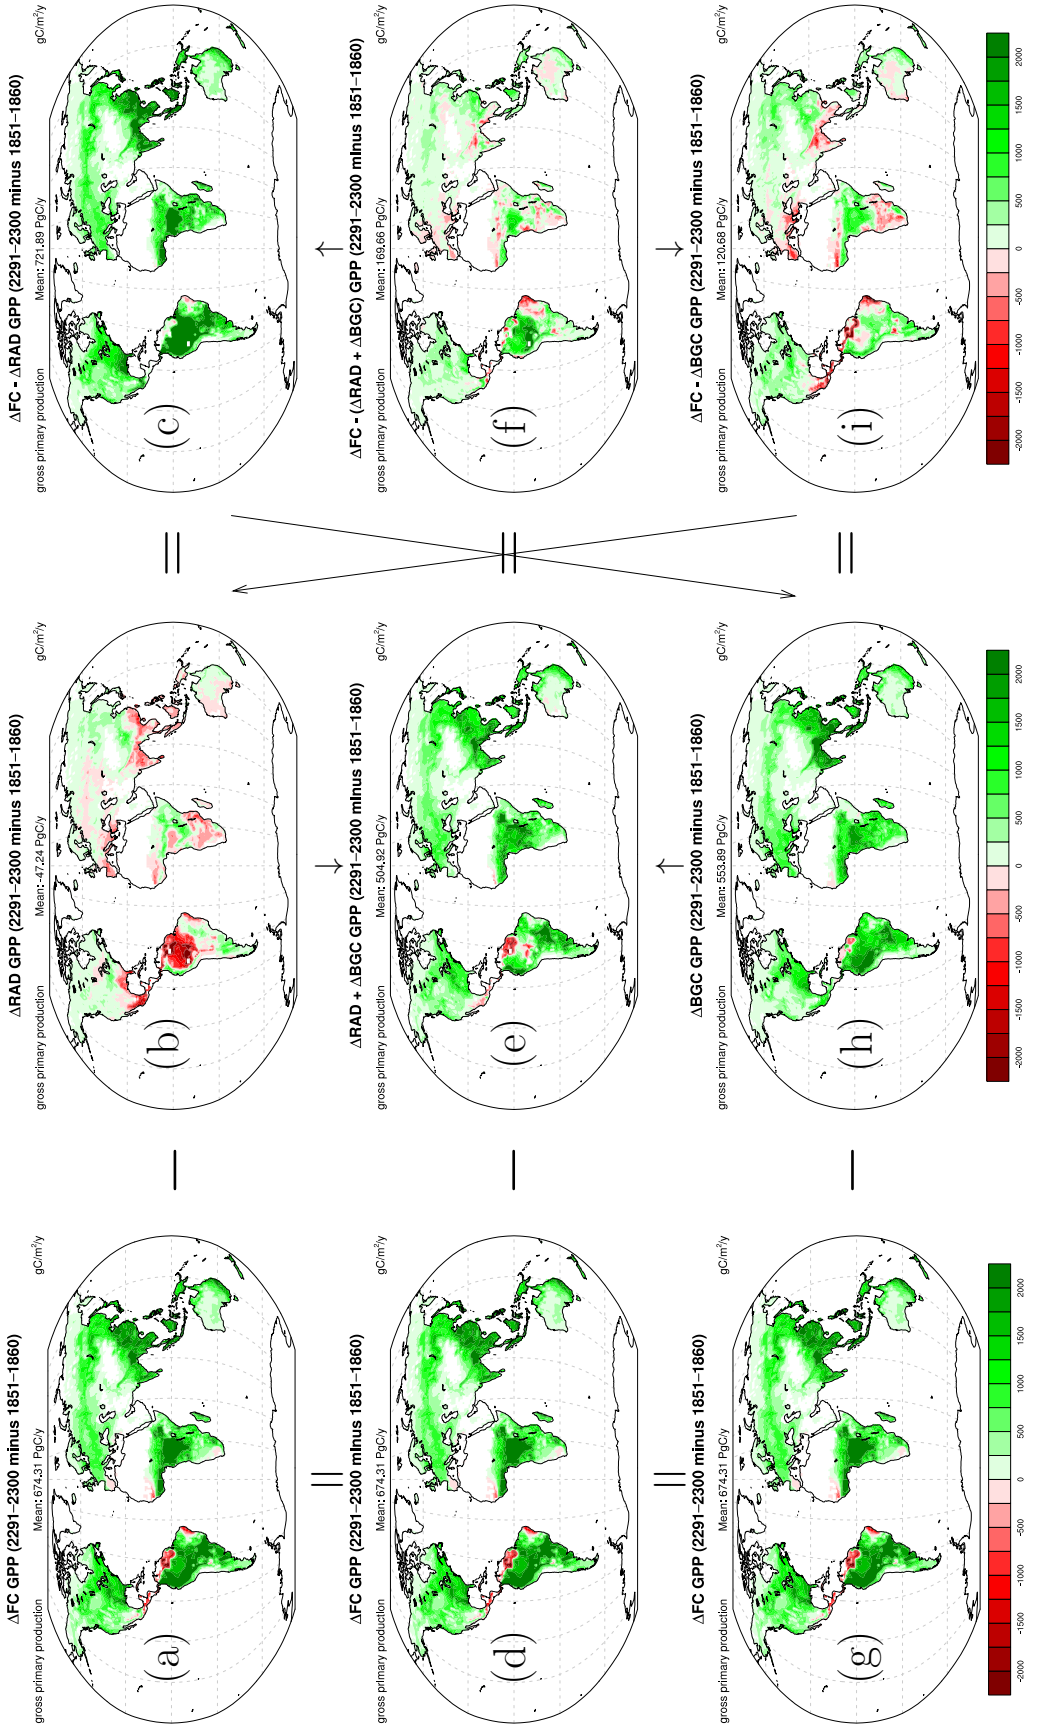 ΔFC GPP (2291−2300 minus 1851−1860)
gross primary production Mean: 674.31 PgC/y gC/m²/y
(a)
−
ΔRAD GPP (2291−2300 minus 1851−1860)
gross primary production Mean: -47.24 PgC/y gC/m²/y
(b)
=
ΔFC - ΔRAD GPP (2291−2300 minus 1851−1860)
gross primary production Mean: 721.89 PgC/y gC/m²/y
(c)
=
ΔFC GPP (2291−2300 minus 1851−1860)
gross primary production Mean: 674.31 PgC/y gC/m²/y
(d)
−
ΔRAD + ΔBGC GPP (2291−2300 minus 1851−1860)
gross primary production Mean: 504.92 PgC/y gC/m²/y
(e)
=
ΔFC - (ΔRAD + ΔBGC) GPP (2291−2300 minus 1851−1860)
gross primary production Mean: 169.66 PgC/y gC/m²/y
(f)
=
ΔFC GPP (2291−2300 minus 1851−1860)
gross primary production Mean: 674.31 PgC/y gC/m²/y
(g)
−
ΔBGC GPP (2291−2300 minus 1851−1860)
gross primary production Mean: 553.89 PgC/y gC/m²/y
(h)
=
ΔFC - ΔBGC GPP (2291−2300 minus 1851−1860)
gross primary production Mean: 120.68 PgC/y gC/m²/y
(i)
-2000 -1500 -1000 -500 0 500 1000 1500 2000
-2000 -1500 -1000 -500 0 500 1000 1500 2000
-2000 -1500 -1000 -500 0 500 1000 1500 2000